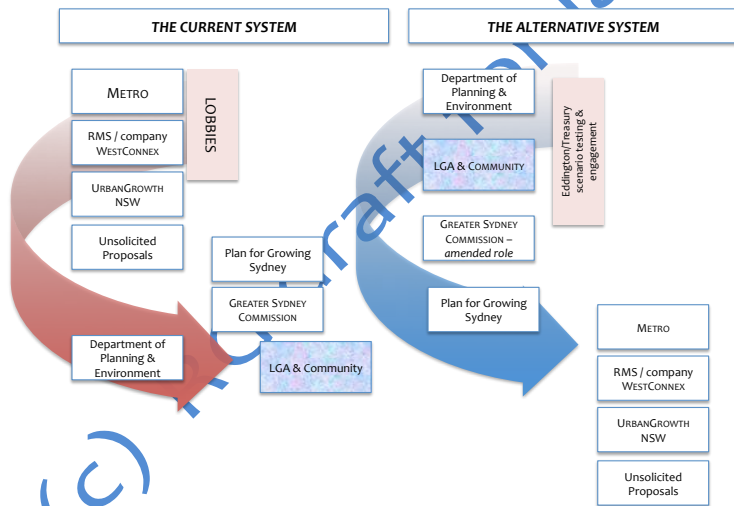 THE CURRENT SYSTEM
METRO
RMS / company
WESTCONNEX
URBANGROWTH
NSW
Unsolicited
Proposals
LOBBIES
Plan for Growing
Sydney
GREATER SYDNEY
COMMISSION
Department of
Planning &
Environment
LGA & Community
THE ALTERNATIVE SYSTEM
Department of
Planning &
Environment
LGA & COMMUNITY
GREATER SYDNEY
COMMISSION –
amended role
Plan for Growing
Sydney
Eddington/Treasury
scenario testing &
engagement
METRO
RMS / company
WESTCONNEX
URBANGROWTH
NSW
Unsolicited
Proposals
(c)